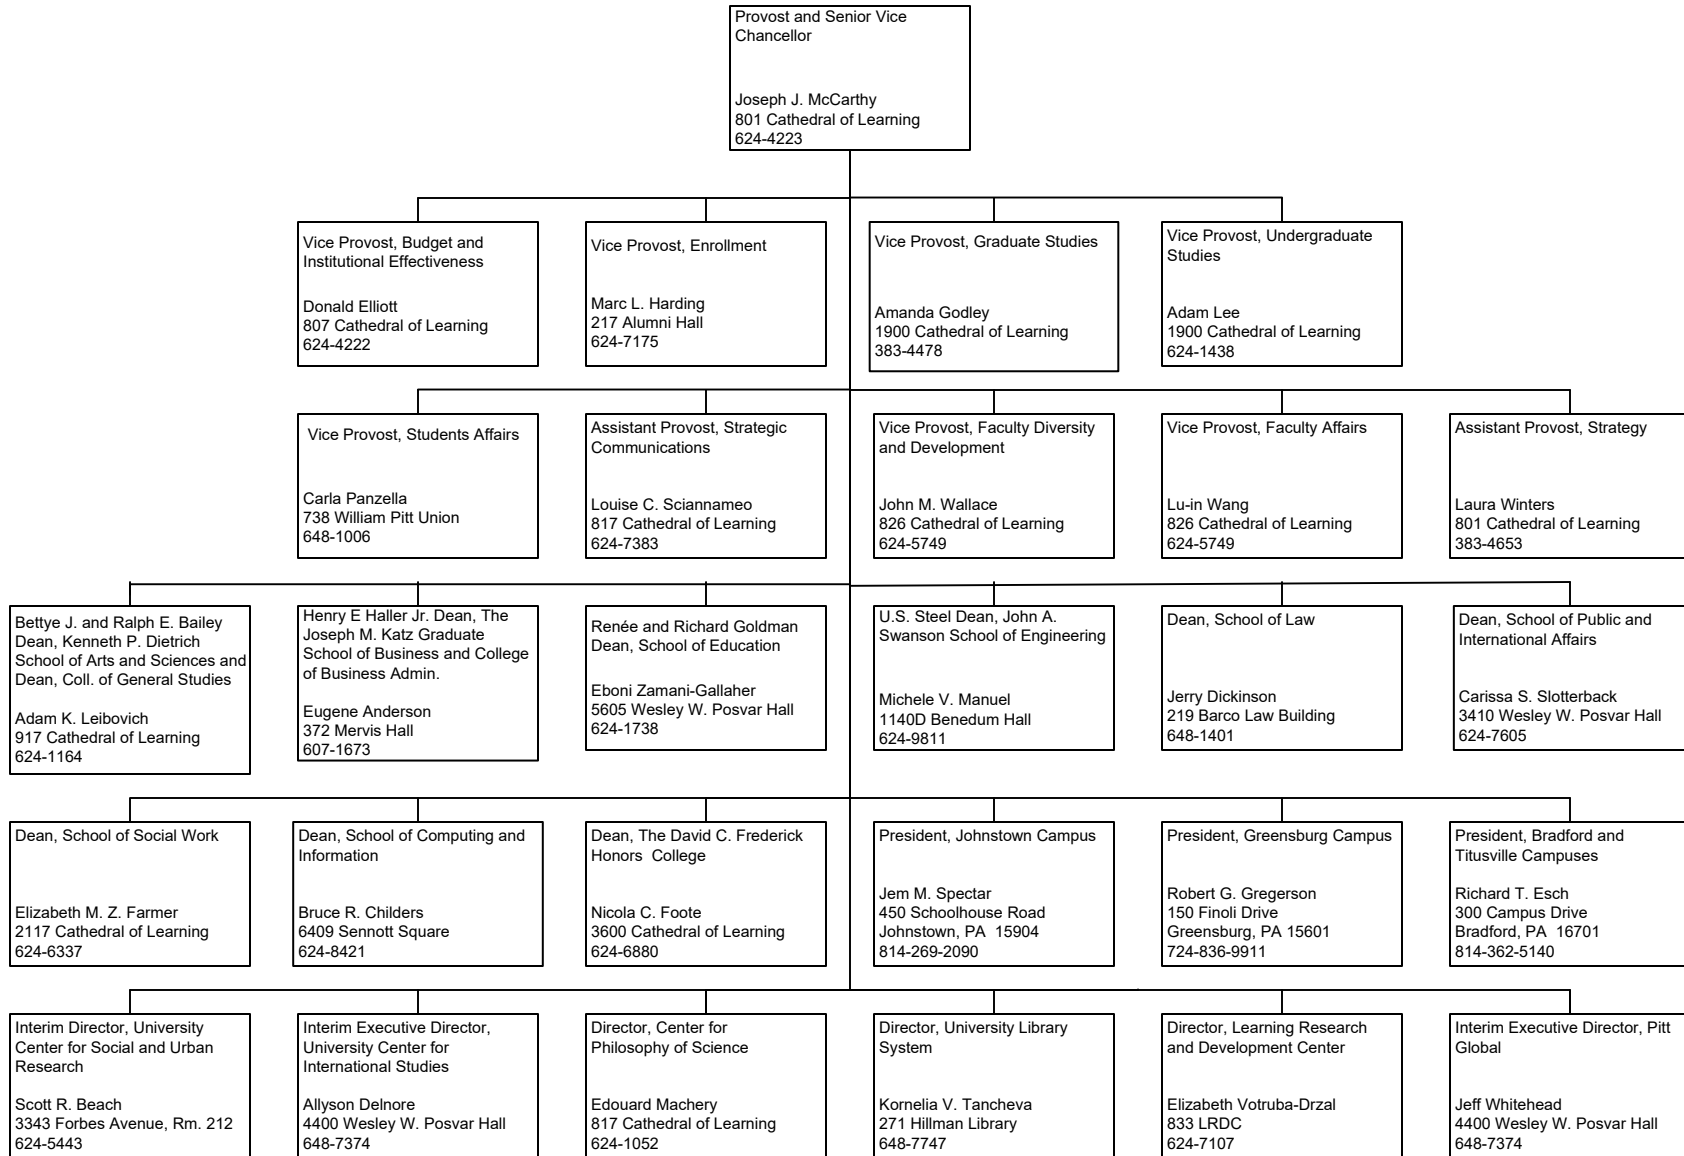 Provost and Senior Vice
Chancellor
Joseph J. McCarthy
801 Cathedral of Learning
624-4223
Vice Provost, Budget and
Institutional Effectiveness
Donald Elliott
807 Cathedral of Learning
624-4222
Vice Provost, Enrollment
Marc L. Harding
217 Alumni Hall
624-7175
Vice Provost, Graduate Studies
Amanda Godley
1900 Cathedral of Learning
383-4478
Vice Provost, Undergraduate
Studies
Adam Lee
1900 Cathedral of Learning
624-1438
Vice Provost, Students Affairs
Carla Panzella
738 William Pitt Union
648-1006
Assistant Provost, Strategic
Communications
Louise C. Sciannameo
817 Cathedral of Learning
624-7383
Vice Provost, Faculty Diversity
and Development
John M. Wallace
826 Cathedral of Learning
624-5749
Vice Provost, Faculty Affairs
Lu-in Wang
826 Cathedral of Learning
624-5749
Assistant Provost, Strategy
Laura Winters
801 Cathedral of Learning
383-4653
Bettye J. and Ralph E. Bailey
Dean, Kenneth P. Dietrich
School of Arts and Sciences and
Dean, Coll. of General Studies
Adam K. Leibovich
917 Cathedral of Learning
624-1164
Henry E Haller Jr. Dean, The
Joseph M. Katz Graduate
School of Business and College
of Business Admin.
Eugene Anderson
372 Mervis Hall
607-1673
Renée and Richard Goldman
Dean, School of Education
Eboni Zamani-Gallaher
5605 Wesley W. Posvar Hall
624-1738
U.S. Steel Dean, John A.
Swanson School of Engineering
Michele V. Manuel
1140D Benedum Hall
624-9811
Dean, School of Law
Jerry Dickinson
219 Barco Law Building
648-1401
Dean, School of Public and
International Affairs
Carissa S. Slotterback
3410 Wesley W. Posvar Hall
624-7605
Dean, School of Social Work
Elizabeth M. Z. Farmer
2117 Cathedral of Learning
624-6337
Dean, School of Computing and
Information
Bruce R. Childers
6409 Sennott Square
624-8421
Dean, The David C. Frederick
Honors  College
Nicola C. Foote
3600 Cathedral of Learning
624-6880
President, Johnstown Campus
Jem M. Spectar
450 Schoolhouse Road
Johnstown, PA  15904
814-269-2090
President, Greensburg Campus
Robert G. Gregerson
150 Finoli Drive
Greensburg, PA 15601
724-836-9911
President, Bradford and
Titusville Campuses
Richard T. Esch
300 Campus Drive
Bradford, PA  16701
814-362-5140
Interim Director, University
Center for Social and Urban
Research
Scott R. Beach
3343 Forbes Avenue, Rm. 212
624-5443
Interim Executive Director,
University Center for
International Studies
Allyson Delnore
4400 Wesley W. Posvar Hall
648-7374
Director, Center for
Philosophy of Science
Edouard Machery
817 Cathedral of Learning
624-1052
Director, University Library
System
Kornelia V. Tancheva
271 Hillman Library
648-7747
Director, Learning Research
and Development Center
Elizabeth Votruba-Drzal
833 LRDC
624-7107
Interim Executive Director, Pitt
Global
Jeff Whitehead
4400 Wesley W. Posvar Hall
648-7374